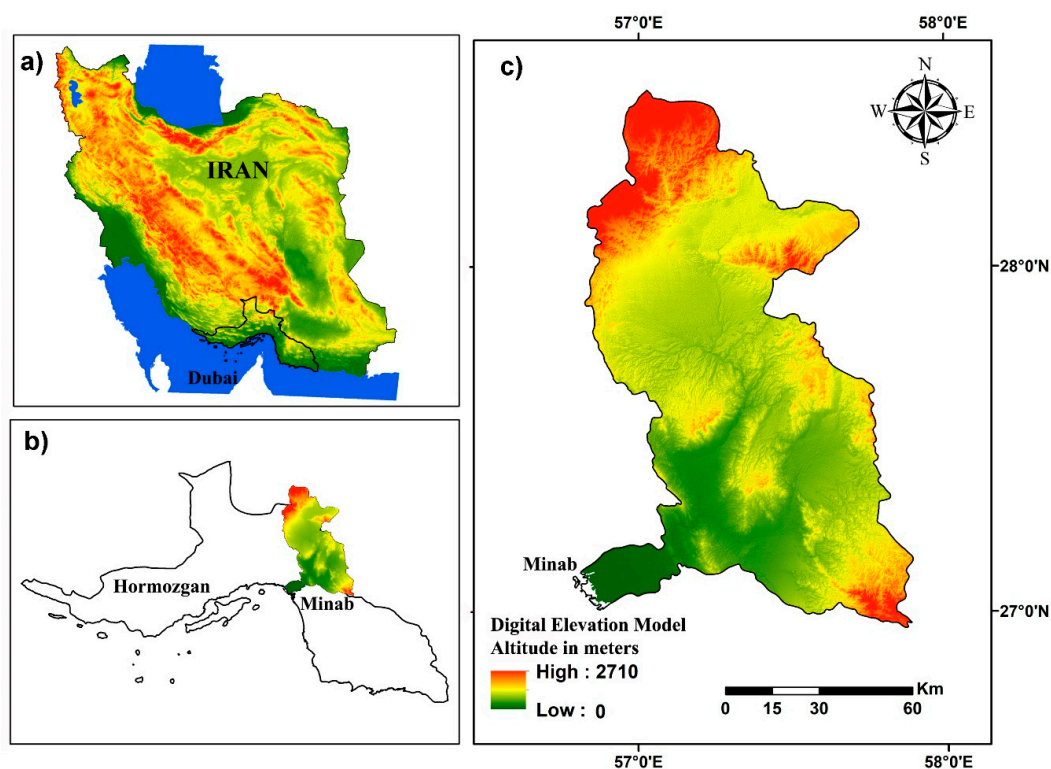 a)
IRAN
Dubai
b)
Hormozgan
Minab
57°0'E
58°0'E
c)
N
W
E
S
28°0'N
Minab
27°0'N
Digital Elevation Model
Altitude in meters
High : 2710
Low : 0
Km
0 15 30 60
57°0'E
58°0'E